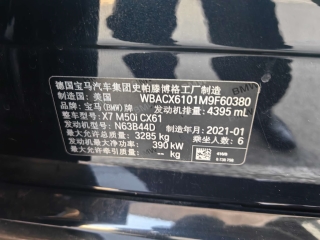 德国宝马汽车集团史帕滕博格工厂制造
制造国：美国 WBACX6101M9F60380
品牌：宝马(BMW)牌 发动机排量：4395 mL
整车型号：X7 M50i CX61
发动机型号：N63B44D 制造年月：2021-01
最大允许总质量：3285 kg 乘坐人数：6
发动机最大净功率：390 kW
BMW